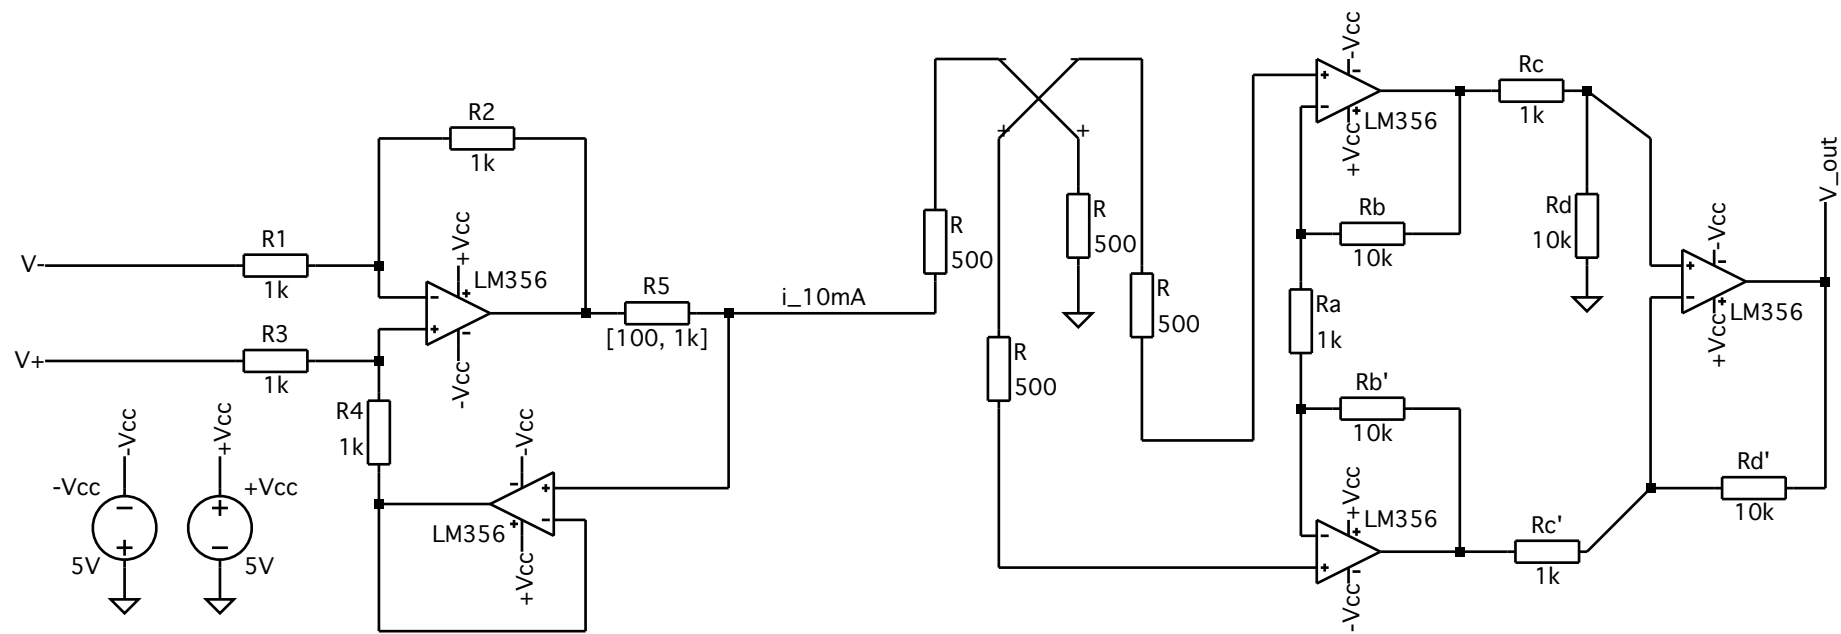 V-
R1
1k
R2
1k
+Vcc
LM356
-Vcc
V+
R3
1k
R4
1k
R5
[100, 1k]
i_10mA
-Vcc
LM356
+Vcc
-Vcc
-Vcc
5V
+Vcc
+Vcc
5V
R
500
R
500
R
500
R
500
-Vcc
+Vcc
LM356
Rb
10k
Ra
1k
Rb'
10k
+Vcc
LM356
-Vcc
Rc
1k
Rd
10k
Rc'
1k
-Vcc
+Vcc
LM356
Rd'
10k
V_out